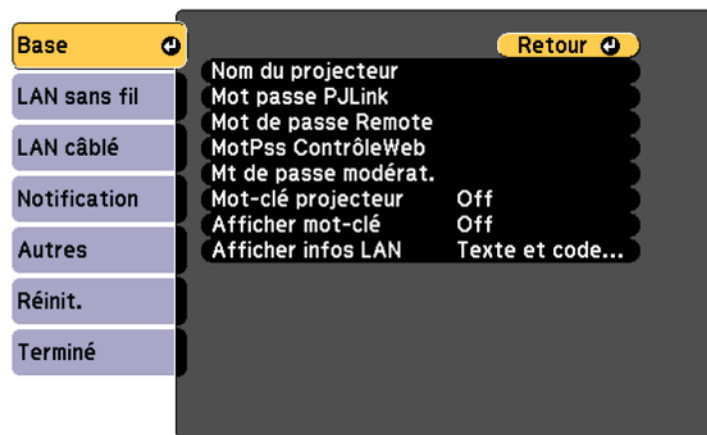 Base
LAN sans fil
LAN câblé
Notification
Autres
Réinit.
Terminé
Retour
Nom du projecteur
Mot passe PJLink
Mot de passe Remote
MotPss ContrôleWeb
Mt de passe modérat.
Mot-clé projecteur Off
Afficher mot-clé Off
Afficher infos LAN Texte et code...